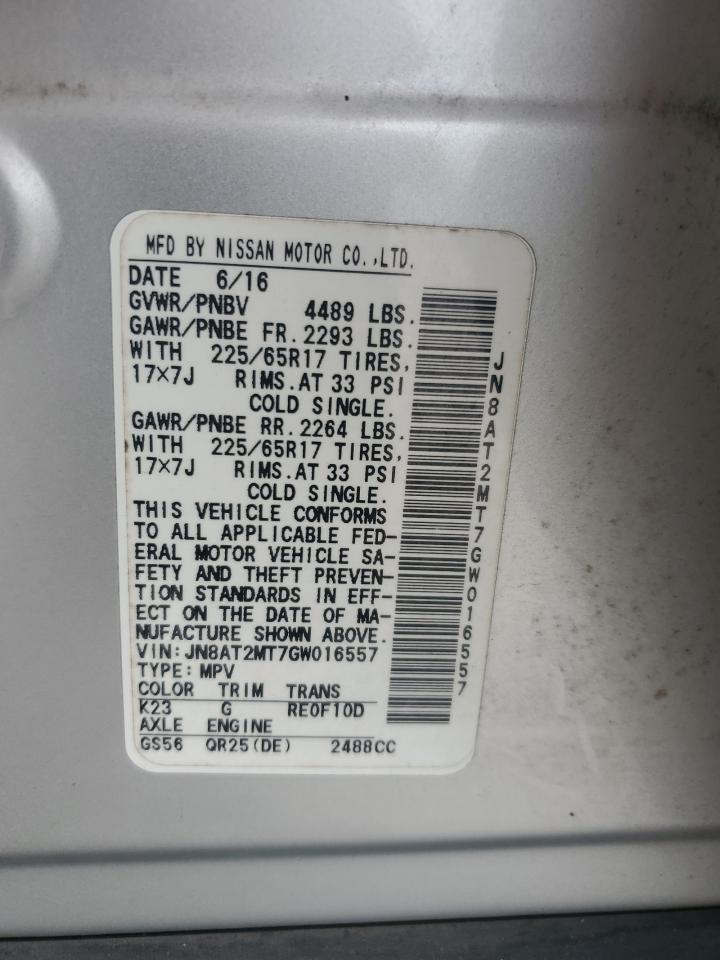 MFD BY NISSAN MOTOR CO.,LTD.
DATE 6/16
GVWR/PNBV 4489 LBS.
GAWR/PNBE FR.2293 LBS.
WITH 225/65R17 TIRES,
17×7J RIMS.AT 33 PSI
COLD SINGLE.
GAWR/PNBE RR.2264 LBS.
WITH 225/65R17 TIRES,
17×7J RIMS.AT 33 PSI
COLD SINGLE.
THIS VEHICLE CONFORMS
TO ALL APPLICABLE FED-
ERAL MOTOR VEHICLE SA-
FETY AND THEFT PREVEN-
TION STANDARDS IN EFF-
ECT ON THE DATE OF MA-
NUFACTURE SHOWN ABOVE.
VIN:JN8AT2MT7GW016557
TYPE:MPV
COLOR TRIM TRANS
K23 G RE0F10D
AXLE ENGINE
GS56 QR25(DE) 2488CC
JN8AT2MT7GW016557